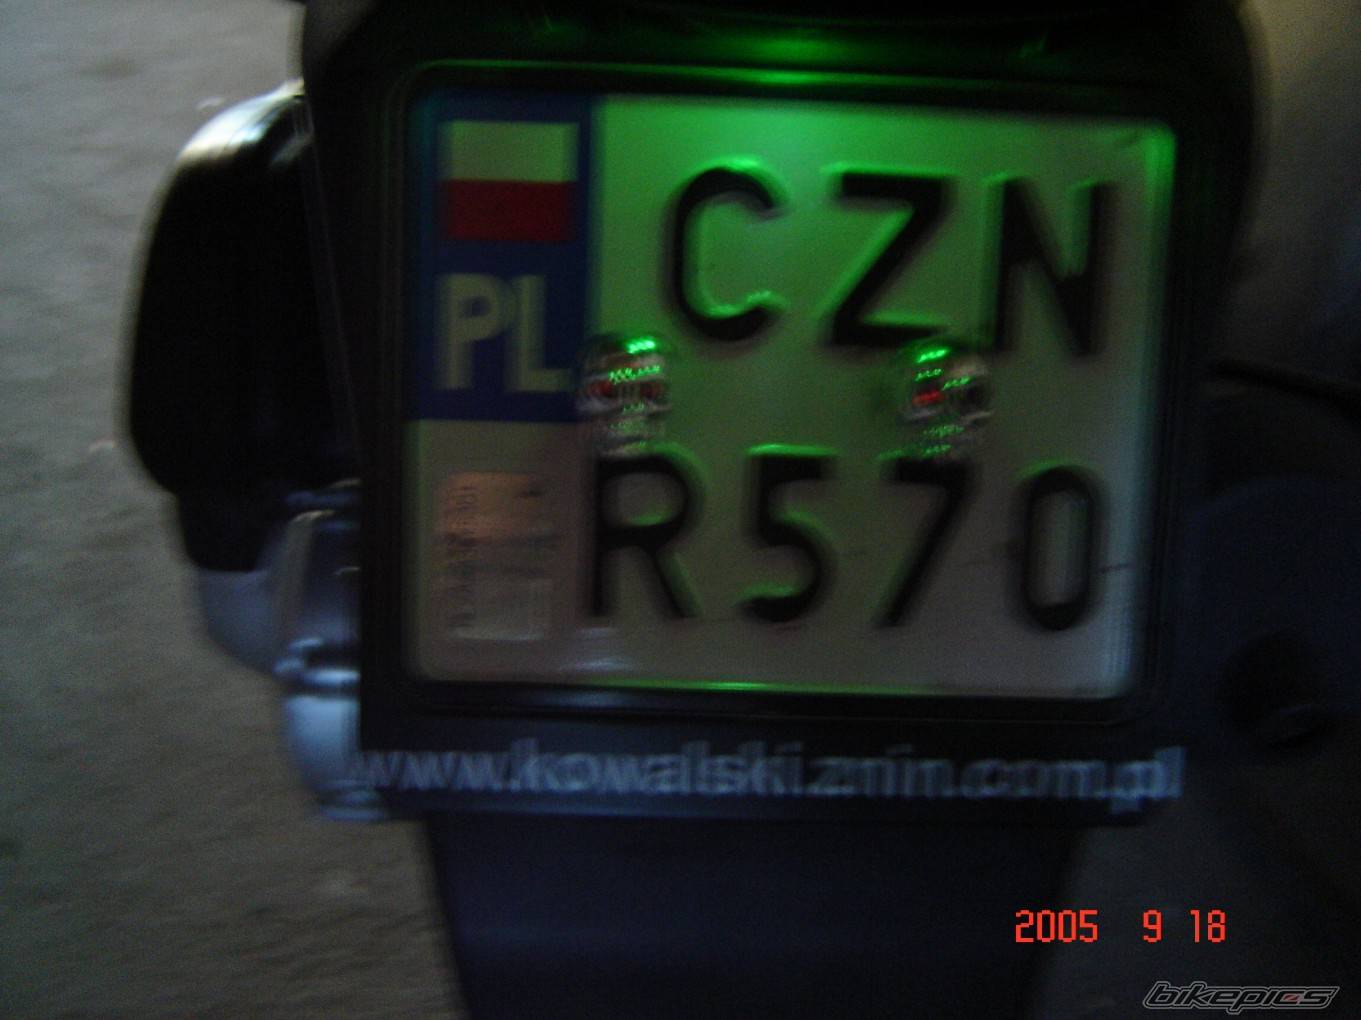 CZN
PL
R570
www.kowalski.znin.com.pl
2005 9 18
bikepics